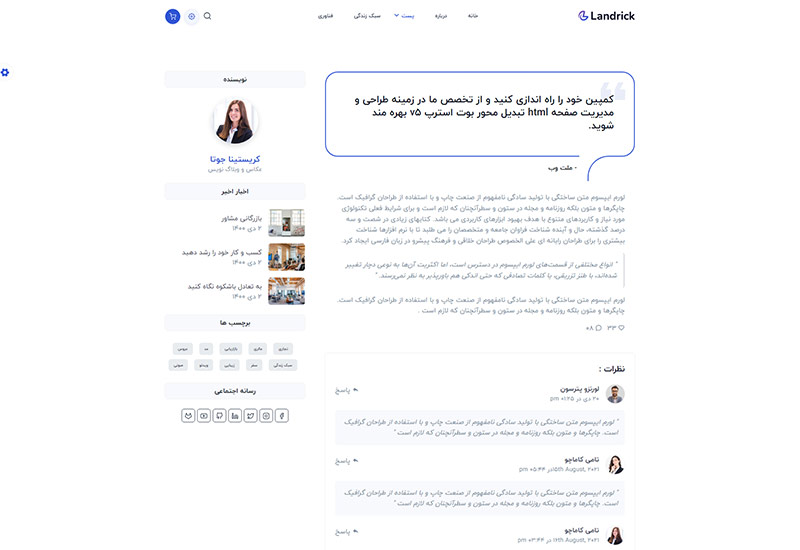 Landrick
خانه
درباره
پست
سبک زندگی
فناوری
کمپین خود را راه اندازی کنید و از تخصص ما در زمینه طراحی و
مدیریت صفحه html تبدیل محور بوت استرپ v۵ بهره مند
شوید.
- ملت وب
لورم ایپسوم متن ساختگی با تولید سادگی نامفهوم از صنعت چاپ و با استفاده از طراحان گرافیک است.
چاپگرها و متون بلکه روزنامه و مجله در ستون و سطرآنچنان که لازم است و برای شرایط فعلی تکنولوژی
مورد نیاز و کاربردهای متنوع با هدف بهبود ابزارهای کاربردی می باشد. کتابهای زیادی در شصت و سه
درصد گذشته، حال و آینده شناخت فراوان جامعه و متخصصان را می طلبد تا با نرم افزارها شناخت
بیشتری را برای طراحان رایانه ای علی الخصوص طراحان خلاقی و فرهنگ پیشرو در زبان فارسی ایجاد کرد.
" انواع مختلفی از قسمت‌های لورم ایپسوم در دسترس است، اما اکثریت آن‌ها به نوعی دچار تغییر
شده‌اند، با طنز تزریقی، یا کلمات تصادفی که حتی اندکی هم باورپذیر به نظر نمی‌رسند. "
لورم ایپسوم متن ساختگی با تولید سادگی نامفهوم از صنعت چاپ و با استفاده از طراحان گرافیک است.
چاپگرها و متون بلکه روزنامه و مجله در ستون و سطرآنچنان که لازم است .
۳۳
۰۸
نظرات :
لورنزو پترسون
۲۰ دی در ۰۱:۲۵ pm
پاسخ
" لورم ایپسوم متن ساختگی با تولید سادگی نامفهوم از صنعت چاپ و با استفاده از طراحان گرافیک
است. چاپگرها و متون بلکه روزنامه و مجله در ستون و سطرآنچنان که لازم است "
تامی کاماچو
۱۵th August, ۲۰۲۱در ۰۵:۴۴ pm
پاسخ
" لورم ایپسوم متن ساختگی با تولید سادگی نامفهوم از صنعت چاپ و با استفاده از طراحان گرافیک
است. چاپگرها و متون بلکه روزنامه و مجله در ستون و سطرآنچنان که لازم است "
تامی کاماچو
۱۶th August, ۲۰۲۱ در ۰۳:۴۴ pm
پاسخ
نویسنده
کریستینا جوتا
عکاس و وبلاگ نویس
اخبار اخیر
بازرگانی مشاور
۲ دی ۱۴۰۰
کسب و کار خود را رشد دهید
۲ دی ۱۴۰۰
به تعادل باشکوه نگاه کنید
۲ دی ۱۴۰۰
برچسب ها
تجاری
مالی
بازاریابی
مد
عروس
سبک زندگی
سفر
زیبایی
ویدئو
صوتی
رسانه اجتماعی